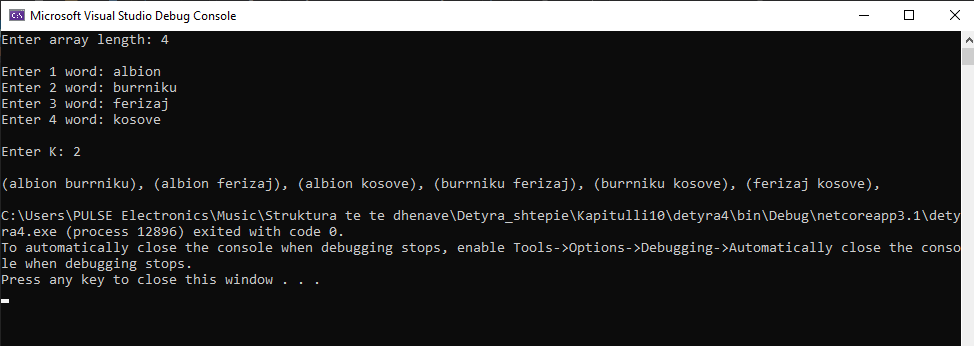 Microsoft Visual Studio Debug Console
Enter array length: 4
Enter 1 word: albion
Enter 2 word: burrniku
Enter 3 word: ferizaj
Enter 4 word: kosove
Enter K: 2
(albion burrniku), (albion ferizaj), (albion kosove), (burrniku ferizaj), (burrniku kosove), (ferizaj kosove),
C:\Users\PULSE Electronics\Music\Struktura te te dhenave\Detyra_shtepie\Kapitulli10\detyra4\bin\Debug\netcoreapp3.1\dety
ra4.exe (process 12896) exited with code 0.
To automatically close the console when debugging stops, enable Tools->Options->Debugging->Automatically close the conso
le when debugging stops.
Press any key to close this window . . .